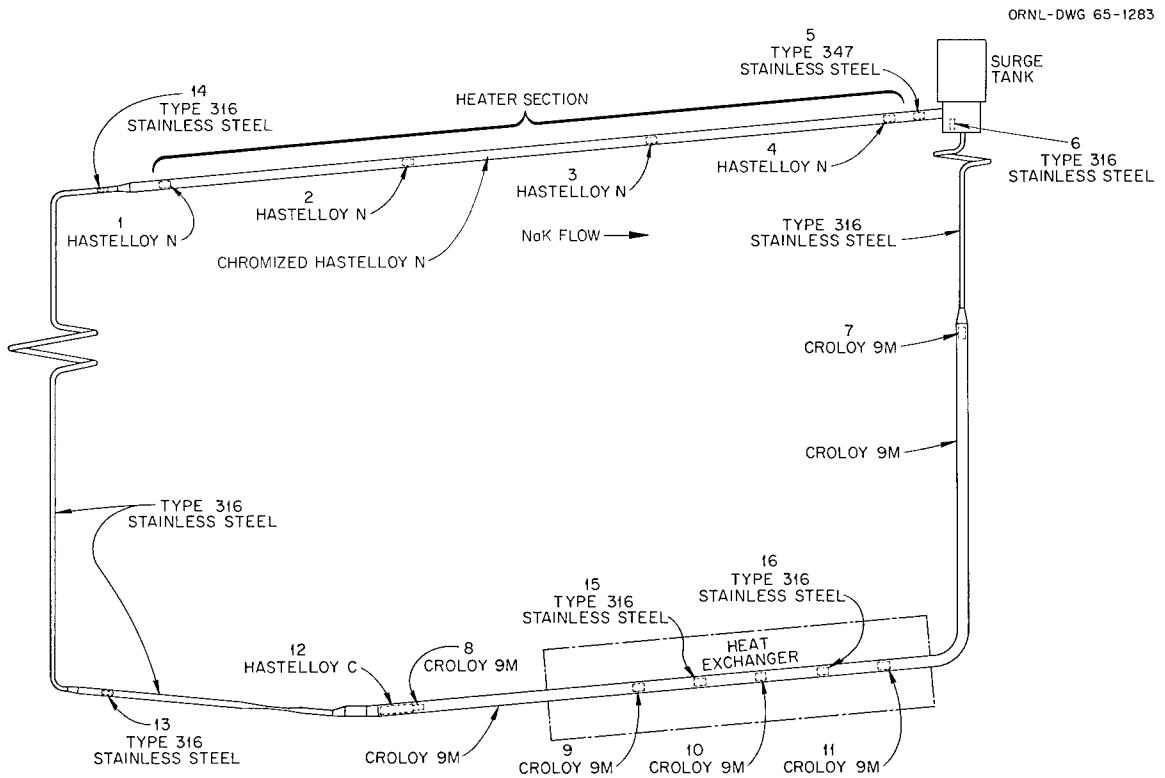 ORNL-DWG 65-1283
5
TYPE 347
STAINLESS STEEL
SURGE
TANK
14
TYPE 316
STAINLESS STEEL
HEATER SECTION
6
TYPE 316
STAINLESS STEEL
4
HASTELLOY N
3
HASTELLOY N
2
HASTELLOY N
1
HASTELLOY N
CHROMIZED HASTELLOY N
NaK FLOW
TYPE 316
STAINLESS STEEL
7
CROLOY 9M
CROLOY 9M
TYPE 316
STAINLESS STEEL
16
TYPE 316
STAINLESS STEEL
15
TYPE 316
STAINLESS STEEL
HEAT
EXCHANGER
12
HASTELLOY C
8
CROLOY 9M
13
TYPE 316
STAINLESS STEEL
CROLOY 9M
9
CROLOY 9M
10
CROLOY 9M
11
CROLOY 9M